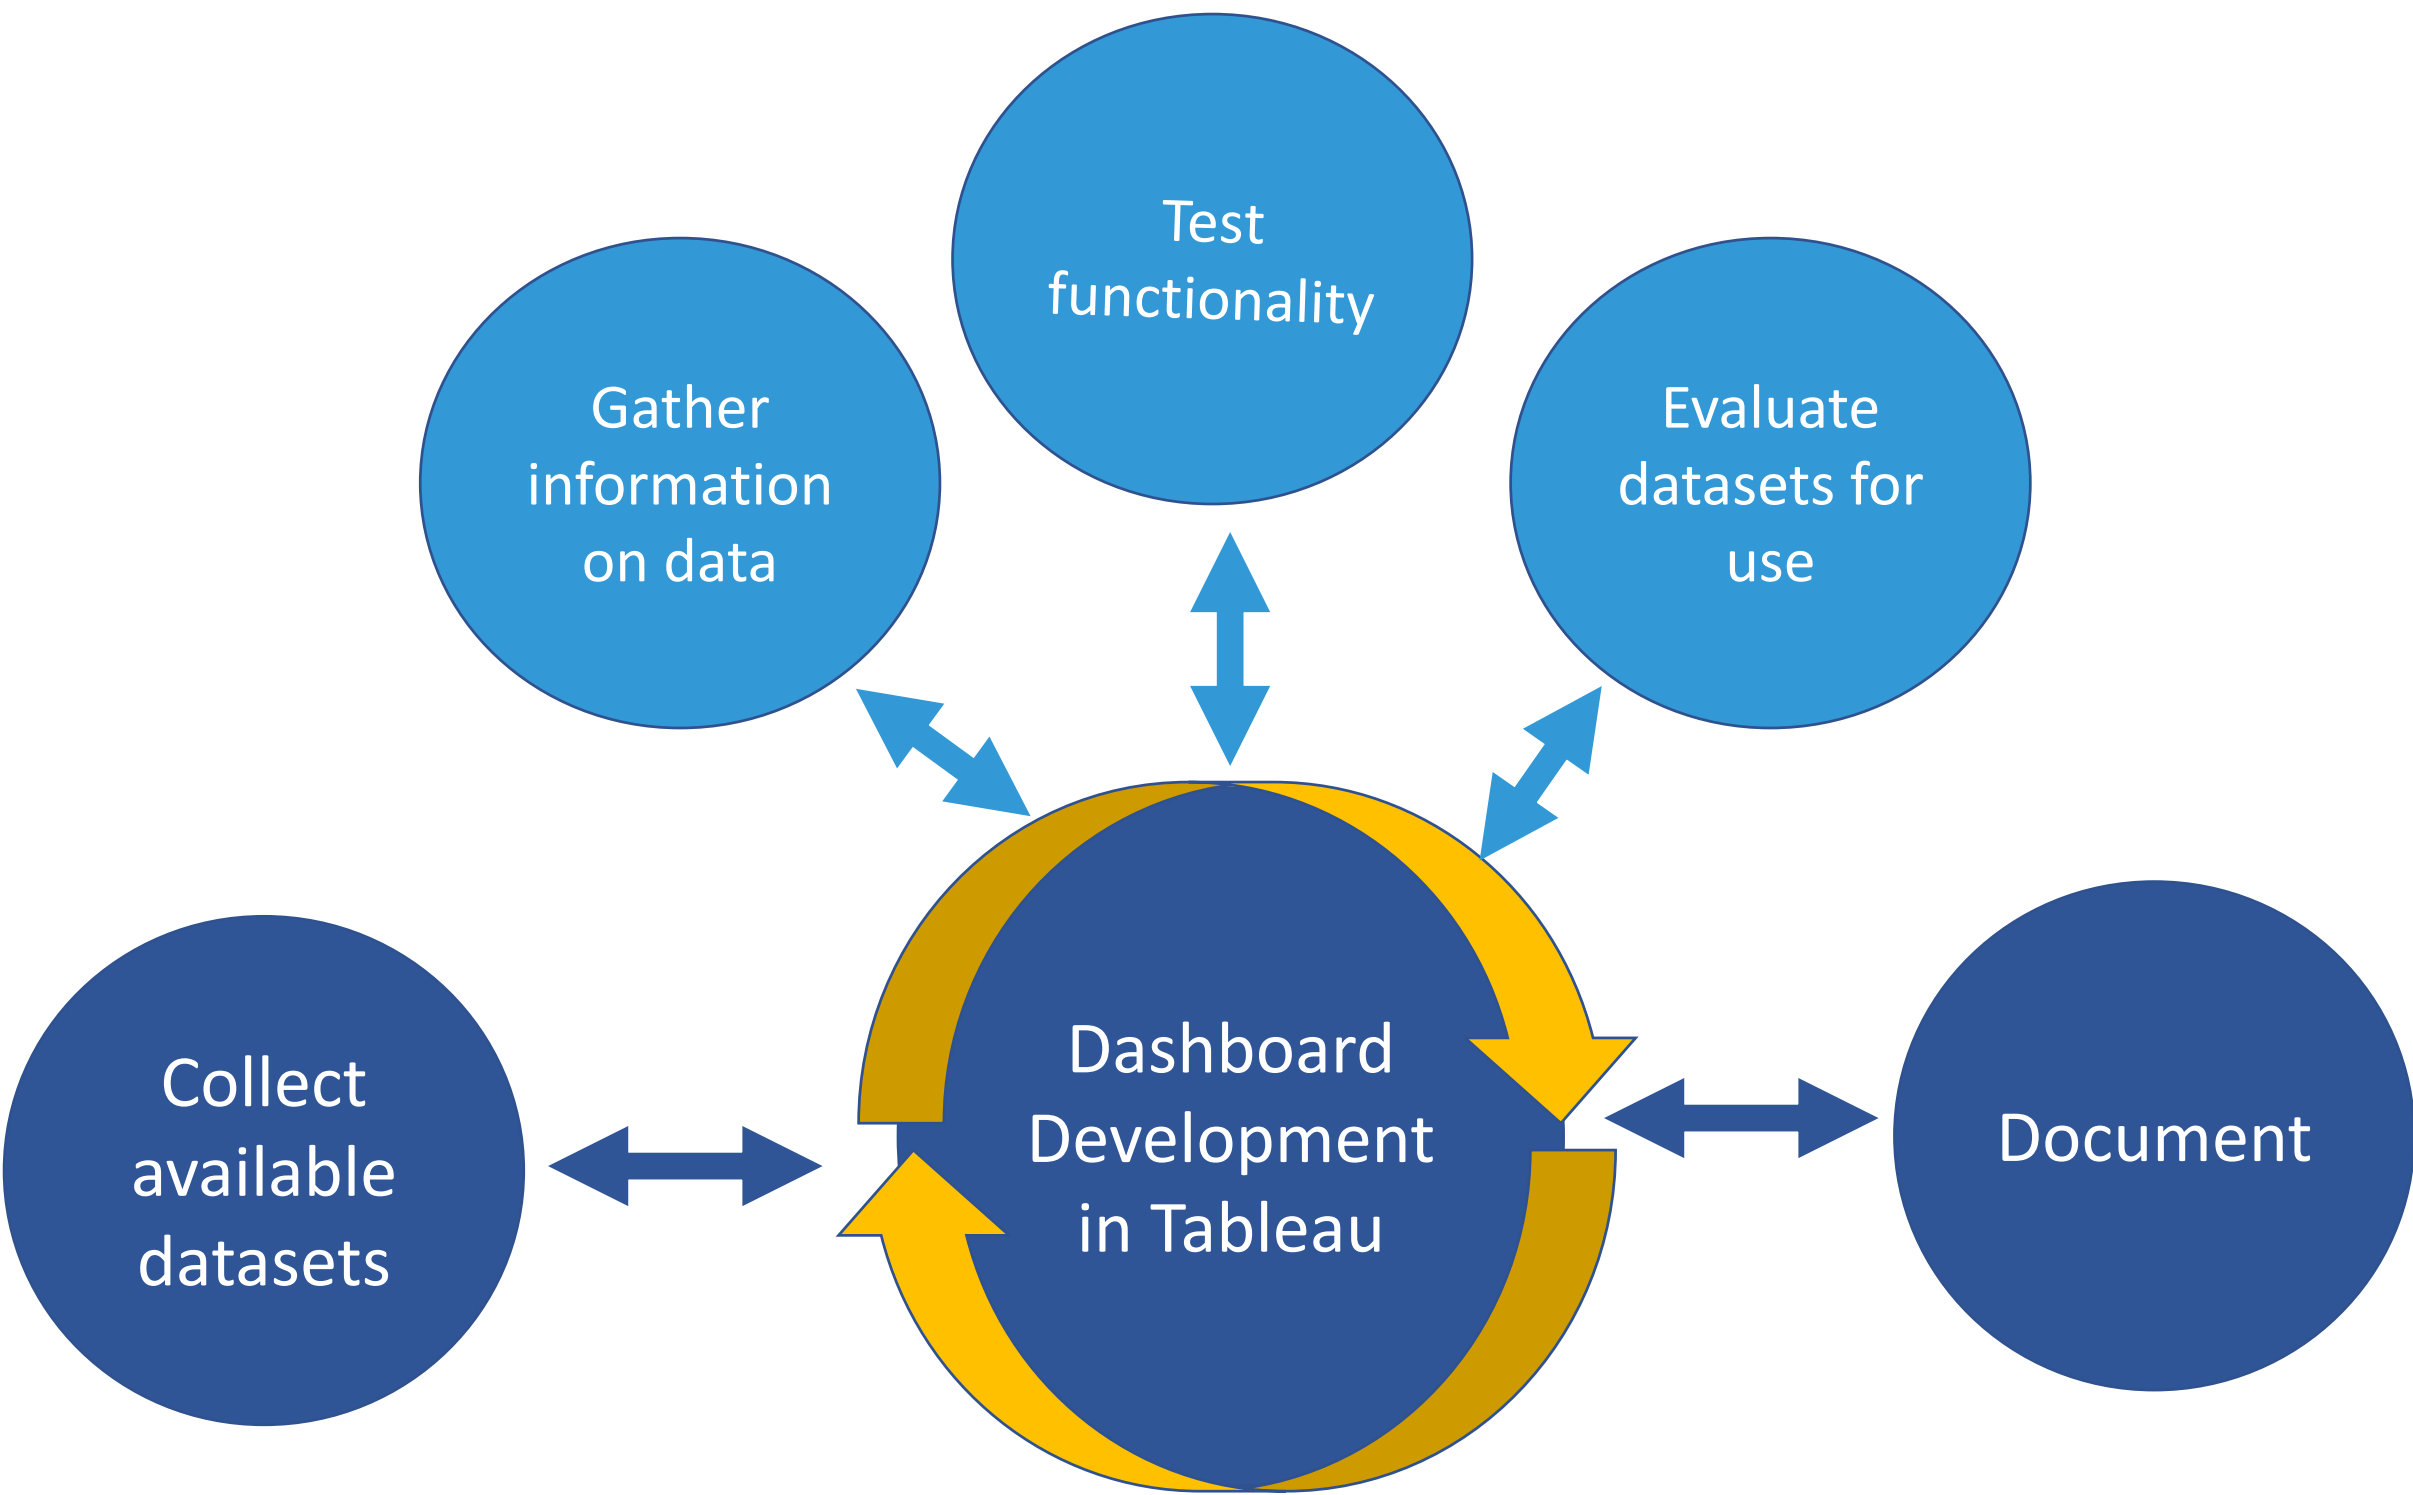 Test
functionality
Gather
information
on data
Evaluate
datasets for
use
Collect
available
datasets
Dashboard
Development
in Tableau
Document